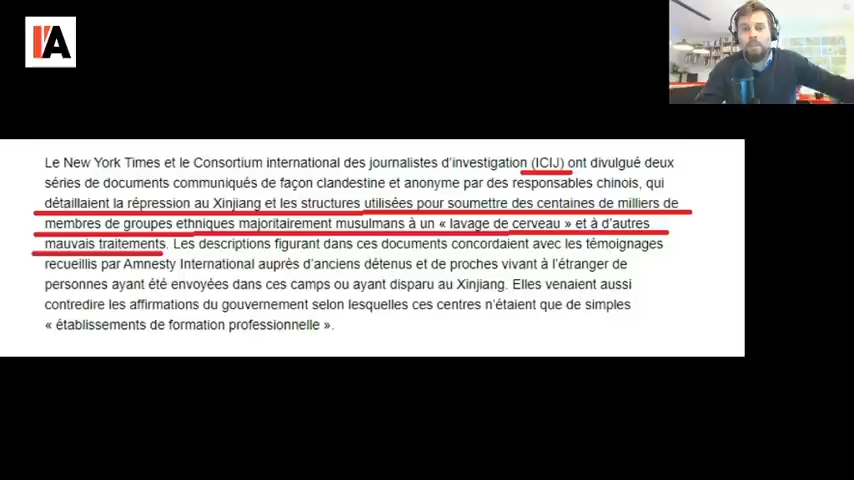 I'A
Le New York Times et le Consortium international des journalistes d'investigation (ICIJ) ont divulgué deux
séries de documents communiqués de façon clandestine et anonyme par des responsables chinois, qui
détaillaient la répression au Xinjiang et les structures utilisées pour soumettre des centaines de milliers de
membres de groupes ethniques majoritairement musulmans à un « lavage de cerveau » et à d'autres
mauvais traitements. Les descriptions figurant dans ces documents concordaient avec les témoignages
recueillis par Amnesty International auprès d'anciens détenus et de proches vivant à l'étranger de
personnes ayant été envoyées dans ces camps ou ayant disparu au Xinjiang. Elles venaient aussi
contredire les affirmations du gouvernement selon lesquelles ces centres n'étaient que de simples
« établissements de formation professionnelle ».